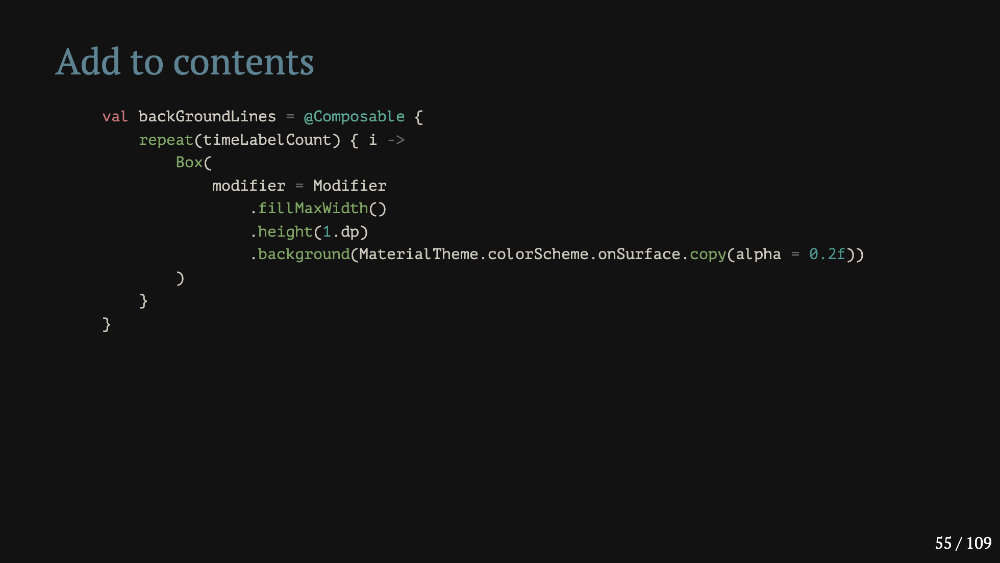 Add to contents
val backGroundLines = @Composable {
    repeat(timeLabelCount) { i ->
        Box(
            modifier = Modifier
                .fillMaxWidth()
                .height(1.dp)
                .background(MaterialTheme.colorScheme.onSurface.copy(alpha = 0.2f))
        )
    }
}
55 / 109